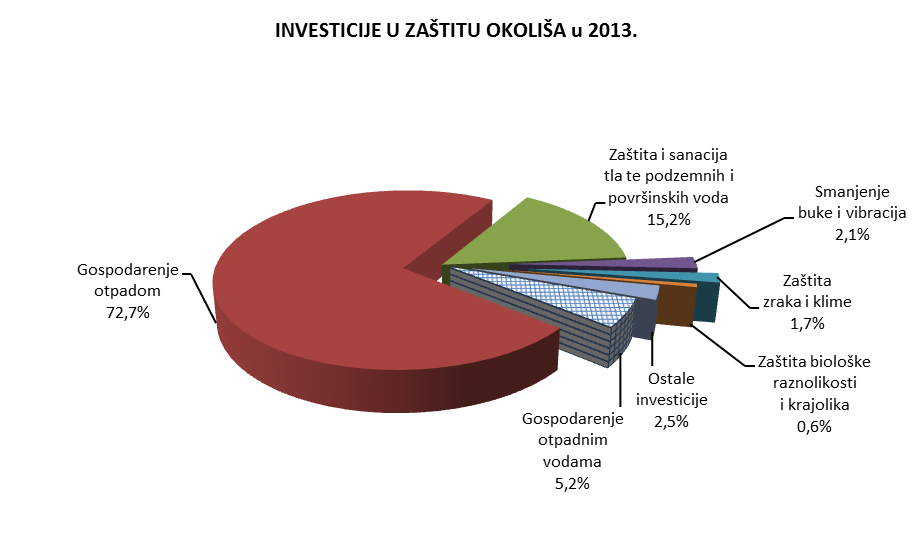 INVESTICIJE U ZAŠTITU OKOLIŠA u 2013.
Zaštita i sanacija
tla te podzemnih i
površinskih voda
15,2%
Smanjenje
buke i vibracija
2,1%
Gospodarenje
otpadom
72,7%
Zaštita
zraka i klime
1,7%
Zaštita biološke
raznolikosti
i krajolika
0,6%
Ostale
investicije
2,5%
Gospodarenje
otpadnim
vodama
5,2%